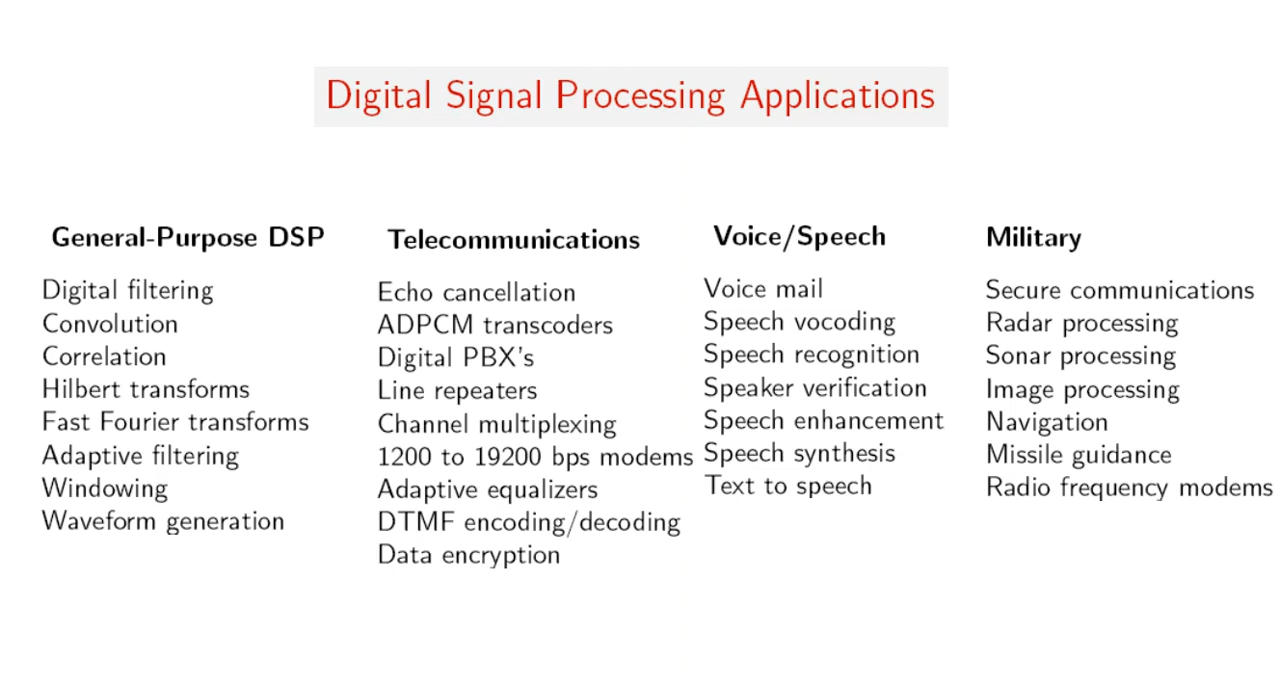 Digital Signal Processing Applications
General-Purpose DSP
Digital filtering
Convolution
Correlation
Hilbert transforms
Fast Fourier transforms
Adaptive filtering
Windowing
Waveform generation
Telecommunications
Echo cancellation
ADPCM transcoders
Digital PBX's
Line repeaters
Channel multiplexing
1200 to 19200 bps modems
Adaptive equalizers
DTMF encoding/decoding
Data encryption
Voice/Speech
Voice mail
Speech vocoding
Speech recognition
Speaker verification
Speech enhancement
Speech synthesis
Text to speech
Military
Secure communications
Radar processing
Sonar processing
Image processing
Navigation
Missile guidance
Radio frequency modems